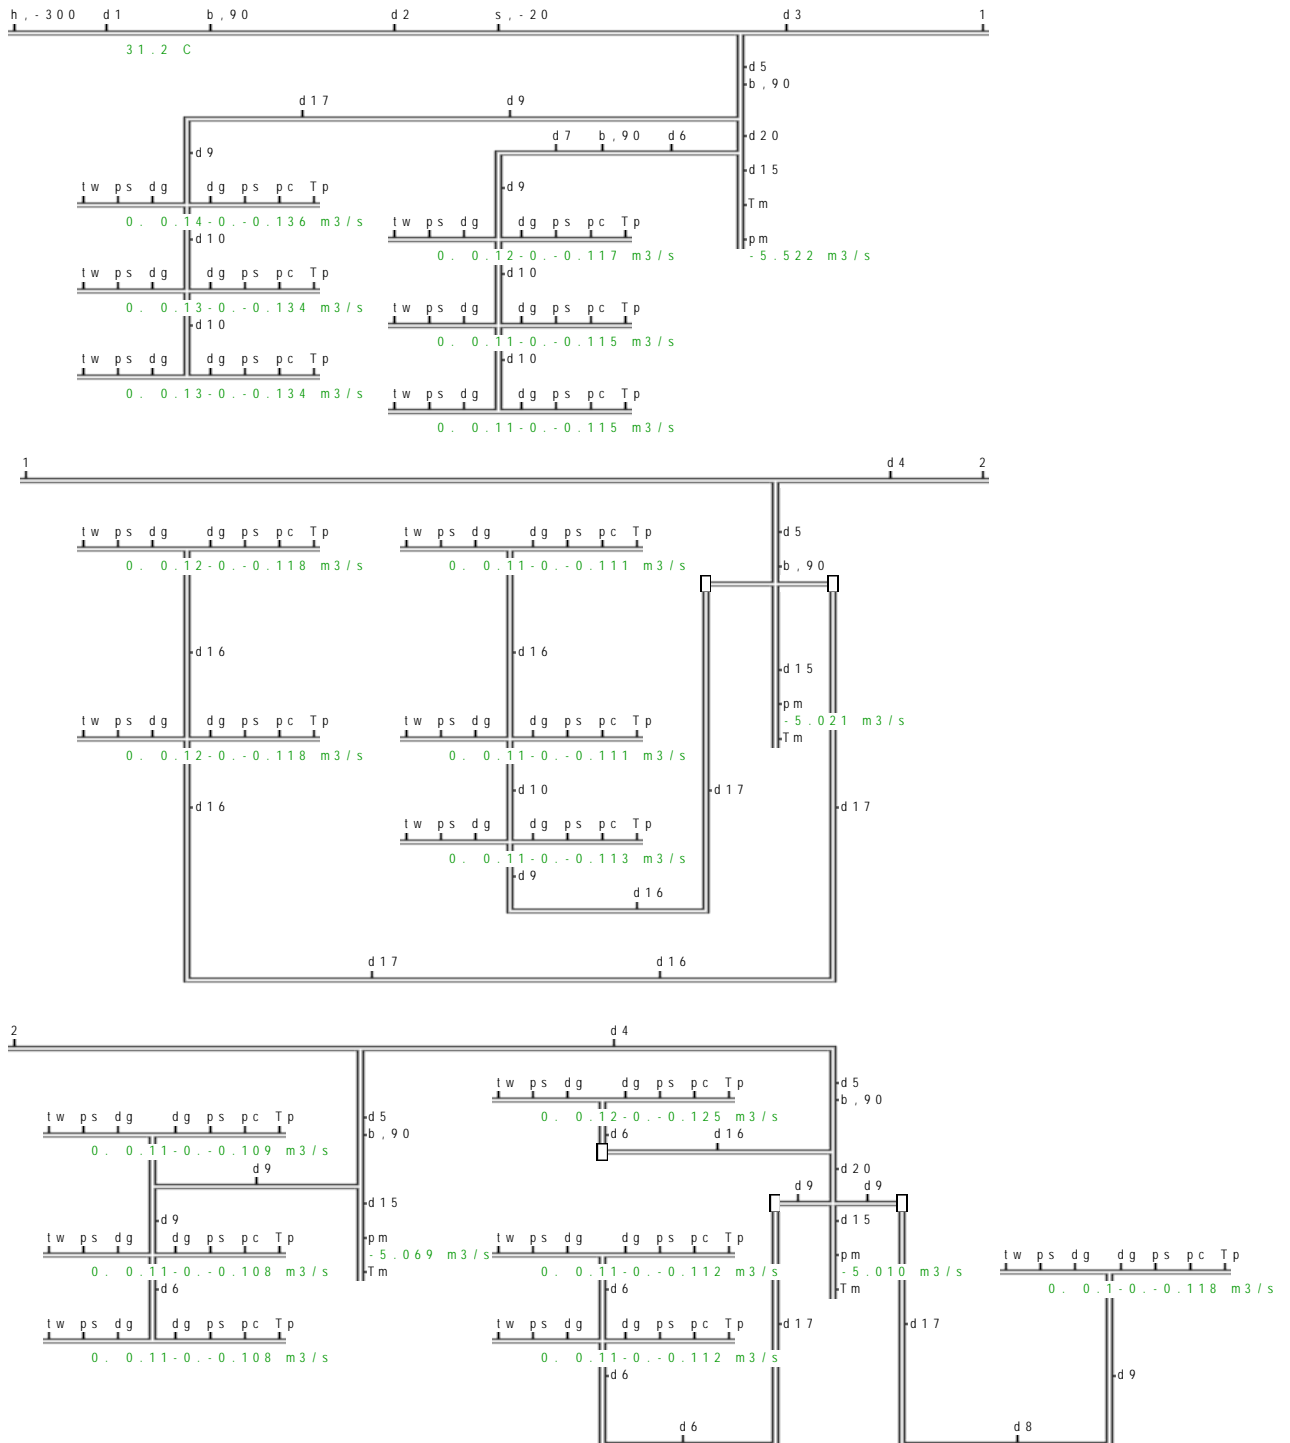 h,-300 d1 b,90 d2 s,-20 d3 1
31.2 C
d5
b,90
d17 d9
d7 b,90 d6
d20
d9
d15
tw ps dg dg ps pc Tp
d9
Tm
0. 0.14-0.-0.136 m3/s
tw ps dg dg ps pc Tp
d10
pm
0. 0.12-0.-0.117 m3/s
-5.522 m3/s
tw ps dg dg ps pc Tp
d10
0. 0.13-0.-0.134 m3/s
tw ps dg dg ps pc Tp
d10
0. 0.11-0.-0.115 m3/s
tw ps dg dg ps pc Tp
d10
0. 0.13-0.-0.134 m3/s
tw ps dg dg ps pc Tp
0. 0.11-0.-0.115 m3/s
1 d4 2
tw ps dg dg ps pc Tp
tw ps dg dg ps pc Tp
d5
0. 0.12-0.-0.118 m3/s
0. 0.11-0.-0.111 m3/s
b,90
d16
d16
d15
pm
tw ps dg dg ps pc Tp
tw ps dg dg ps pc Tp
-5.021 m3/s
Tm
0. 0.12-0.-0.118 m3/s
0. 0.11-0.-0.111 m3/s
d10
d17
d16
d17
tw ps dg dg ps pc Tp
0. 0.11-0.-0.113 m3/s
d9
d16
d17 d16
2 d4
tw ps dg dg ps pc Tp
d5
b,90
tw ps dg dg ps pc Tp
d5
0. 0.12-0.-0.125 m3/s
b,90
d6
d16
0. 0.11-0.-0.109 m3/s
d9
d20
d9 d9
d15
d9
d15
tw ps dg dg ps pc Tp
pm
tw ps dg dg ps pc Tp
pm
tw ps dg dg ps pc Tp
-5.069 m3/s
0. 0.11-0.-0.108 m3/s
Tm
0. 0.11-0.-0.112 m3/s
-5.010 m3/s
d6
d6
Tm
0. 0.1-0.-0.118 m3/s
tw ps dg dg ps pc Tp
tw ps dg dg ps pc Tp
d17
d17
0. 0.11-0.-0.108 m3/s
0. 0.11-0.-0.112 m3/s
d6
d9
d6
d8